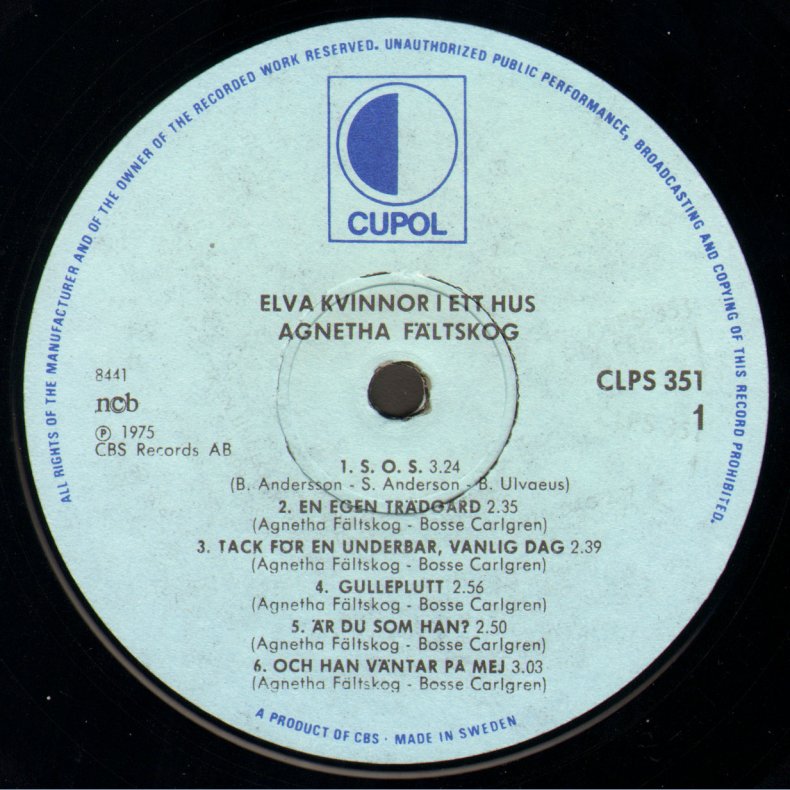 ALL RIGHTS OF THE MANUFACTURER AND OF THE OWNER OF THE RECORDED WORK RESERVED. UNAUTHORIZED PUBLIC PERFORMANCE, BROADCASTING AND COPYING OF THIS RECORD PROHIBITED.
CUPOL
ELVA KVINNOR I ETT HUS
AGNETHA FÄLTSKOG
8441
ncb
Ⓟ 1975
CBS Records AB
CLPS 351
1
1. S. O. S. 3.24
(B. Andersson - S. Anderson - B. Ulvaeus)
2. EN EGEN TRÄDGÅRD 2.35
(Agnetha Fältskog - Bosse Carlgren)
3. TACK FÖR EN UNDERBAR, VANLIG DAG 2.39
(Agnetha Fältskog - Bosse Carlgren)
4. GULLEPLUTT 2.56
(Agnetha Fältskog - Bosse Carlgren)
5. ÄR DU SOM HAN? 2.50
(Agnetha Fältskog - Bosse Carlgren)
6. OCH HAN VÄNTAR PÅ MEJ 3.03
(Agnetha Fältskog - Bosse Carlgren)
A PRODUCT OF CBS · MADE IN SWEDEN